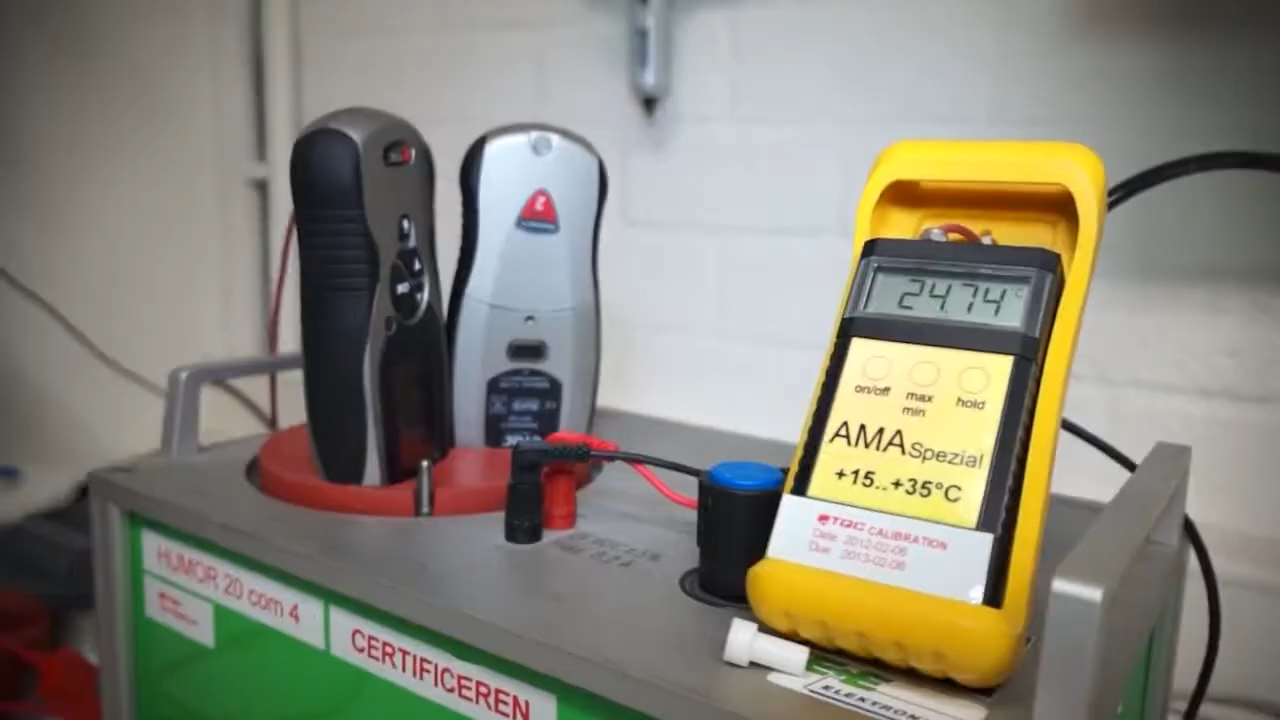 24.74 °C
on/off max hold
min
AMA Spezial
+15..+35°C
TQC CALIBRATION
Date: 2012-02-06
Due: 2013-02-06
HUMOR 20 com 4
CERTIFICEREN
ELEKTRON